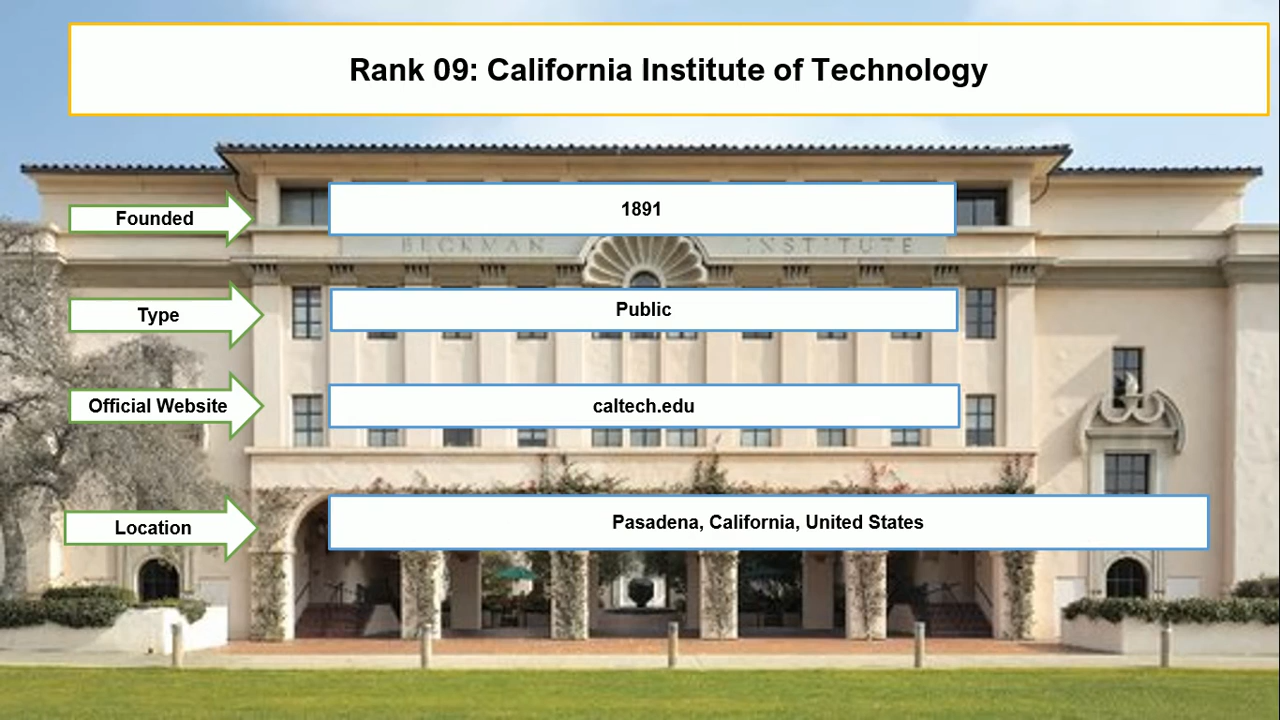 Rank 09: California Institute of Technology
Founded
1891
BECKMAN INSTITUTE
Type
Public
Official Website
caltech.edu
Location
Pasadena, California, United States